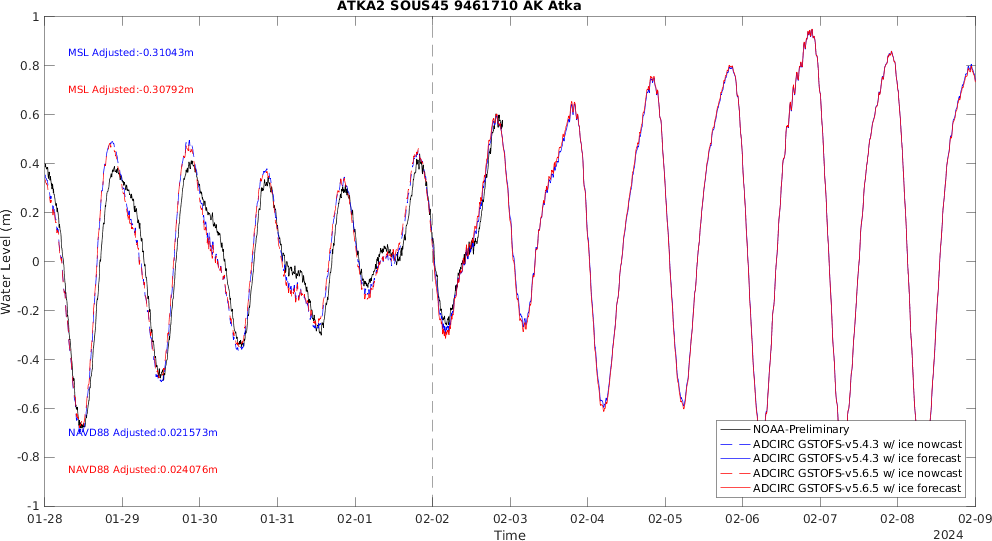 ATKA2 SOUS45 9461710 AK Atka
1
0.8
0.6
0.4
0.2
0
-0.2
-0.4
-0.6
-0.8
-1
Water Level (m)
MSL Adjusted:-0.31043m
MSL Adjusted:-0.30792m
NAVD88 Adjusted:0.021573m
NAVD88 Adjusted:0.024076m
NOAA-Preliminary
ADCIRC GSTOFS-v5.4.3 w/ ice nowcast
ADCIRC GSTOFS-v5.4.3 w/ ice forecast
ADCIRC GSTOFS-v5.6.5 w/ ice nowcast
ADCIRC GSTOFS-v5.6.5 w/ ice forecast
01-28 01-29 01-30 01-31 02-01 02-02 02-03 02-04 02-05 02-06 02-07 02-08 02-09
Time
2024